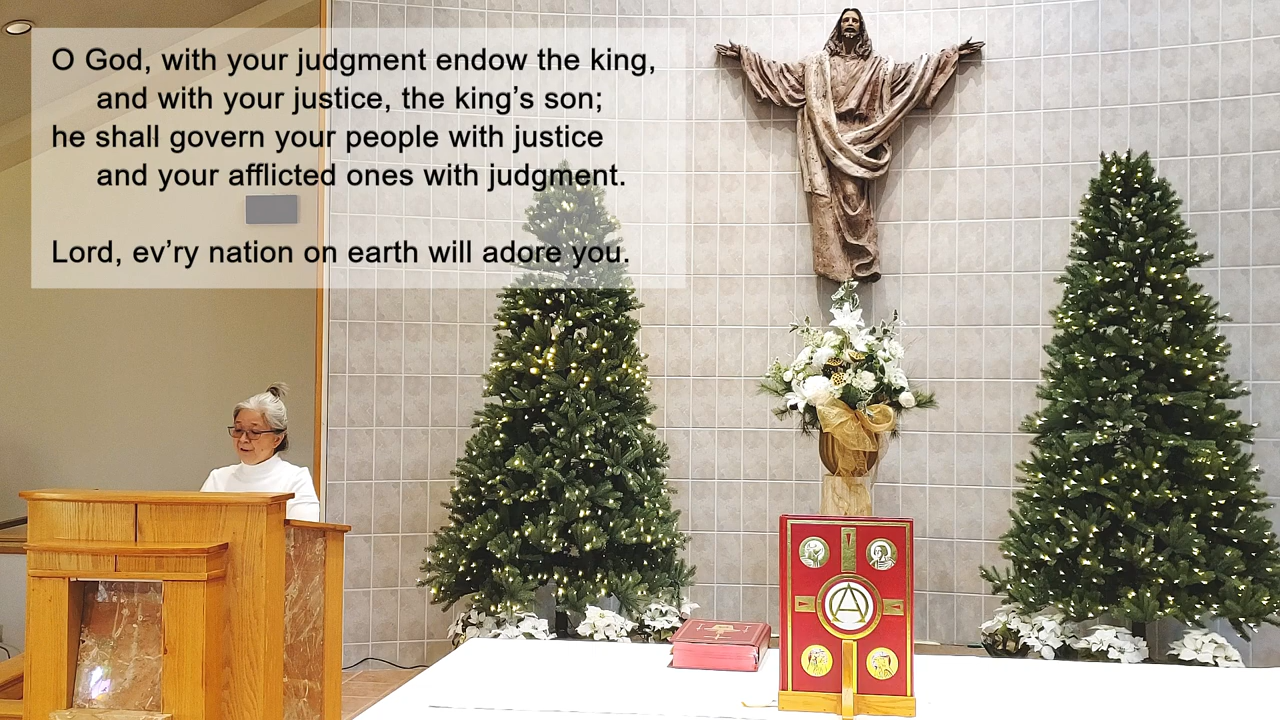 O God, with your judgment endow the king,
and with your justice, the king’s son;
he shall govern your people with justice
and your afflicted ones with judgment.
Lord, ev’ry nation on earth will adore you.